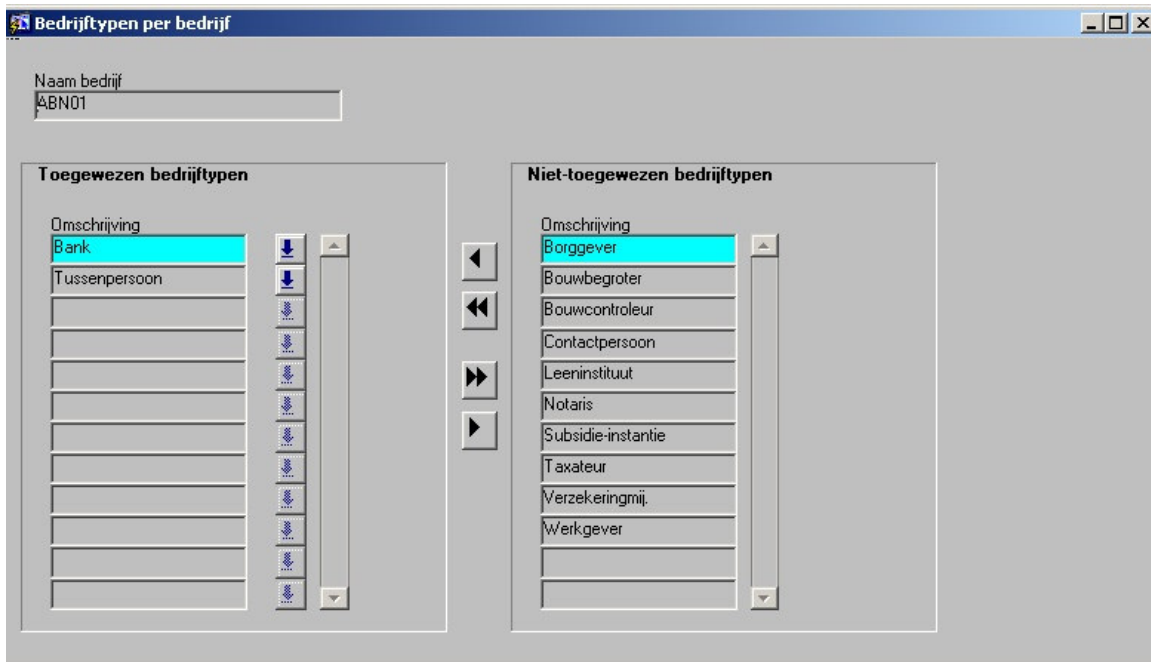 Bedrijftypen per bedrijf
Naam bedrijf
ABN01
Toegewezen bedrijftypen
Omschrijving
Bank
Tussenpersoon
Niet-toegewezen bedrijftypen
Omschrijving
Borggever
Bouwbegroter
Bouwcontroleur
Contactpersoon
Leeninstituut
Notaris
Subsidie-instantie
Taxateur
Verzekeringmij.
Werkgever